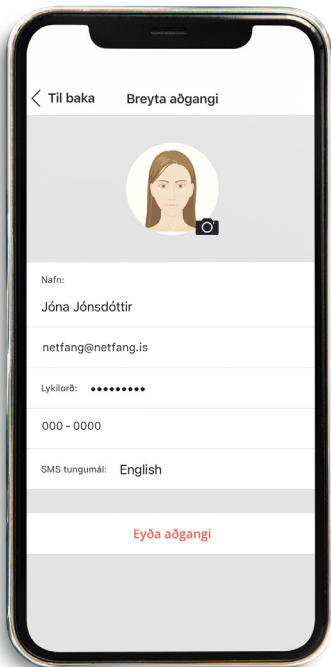 Til baka Breyta aðgangi
Nafn:
Jóna Jónsdóttir
netfang@netfang.is
Lykilorð: •••••••••
000 - 0000
SMS tungumál: English
Eyða aðgangi